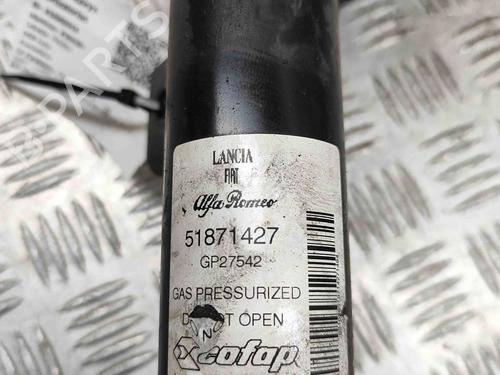 LANCIA
FIAT
Alfa Romeo
51871427
GP27542
GAS PRESSURIZED
OPEN
N
cofap